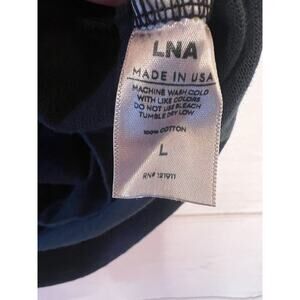 LNA
MADE IN USA
MACHINE WASH COLD
WITH LIKE COLORS
DO NOT USE BLEACH
TUMBLE DRY LOW
100% COTTON
L
RN# 121911